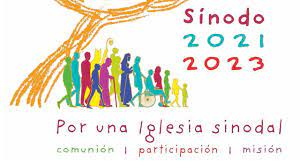 Sínodo
2021
2023
Por una Iglesia sinodal
comunión | participación | misión